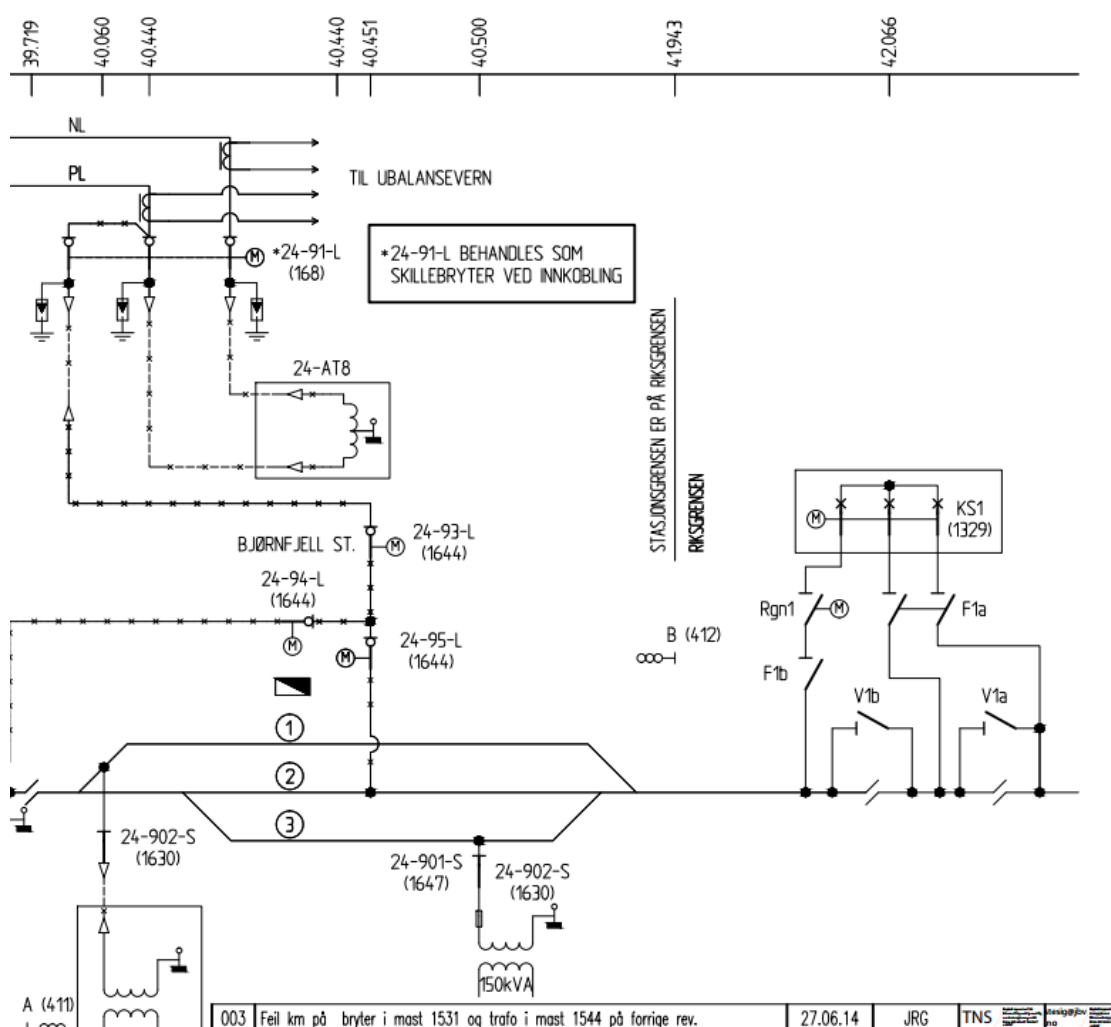 39.719
40.060
40.440
40.440
40.451
40.500
41.943
42.066
NL
PL
TIL UBALANSEVERN
*24-91-L
(168)
*24-91-L BEHANDLES SOM
SKILLEBRYTER VED INNKOBLING
24-AT8
STASJONSGRENSEN ER PÅ RIKSGRENSEN
RIKSGRENSEN
BJØRNFJELL ST.
24-93-L
(1644)
M
24-94-L
(1644)
M
24-95-L
(1644)
M
M
KS1
(1329)
M
Rgn1
M
F1a
F1b
B (412)
V1b
V1a
1
2
3
24-902-S
(1630)
24-901-S
(1647)
24-902-S
(1630)
150kVA
A (411)
003 Feil km på bryter i mast 1531 og trafo i mast 1544 på forrige rev. 27.06.14 JRG TNS